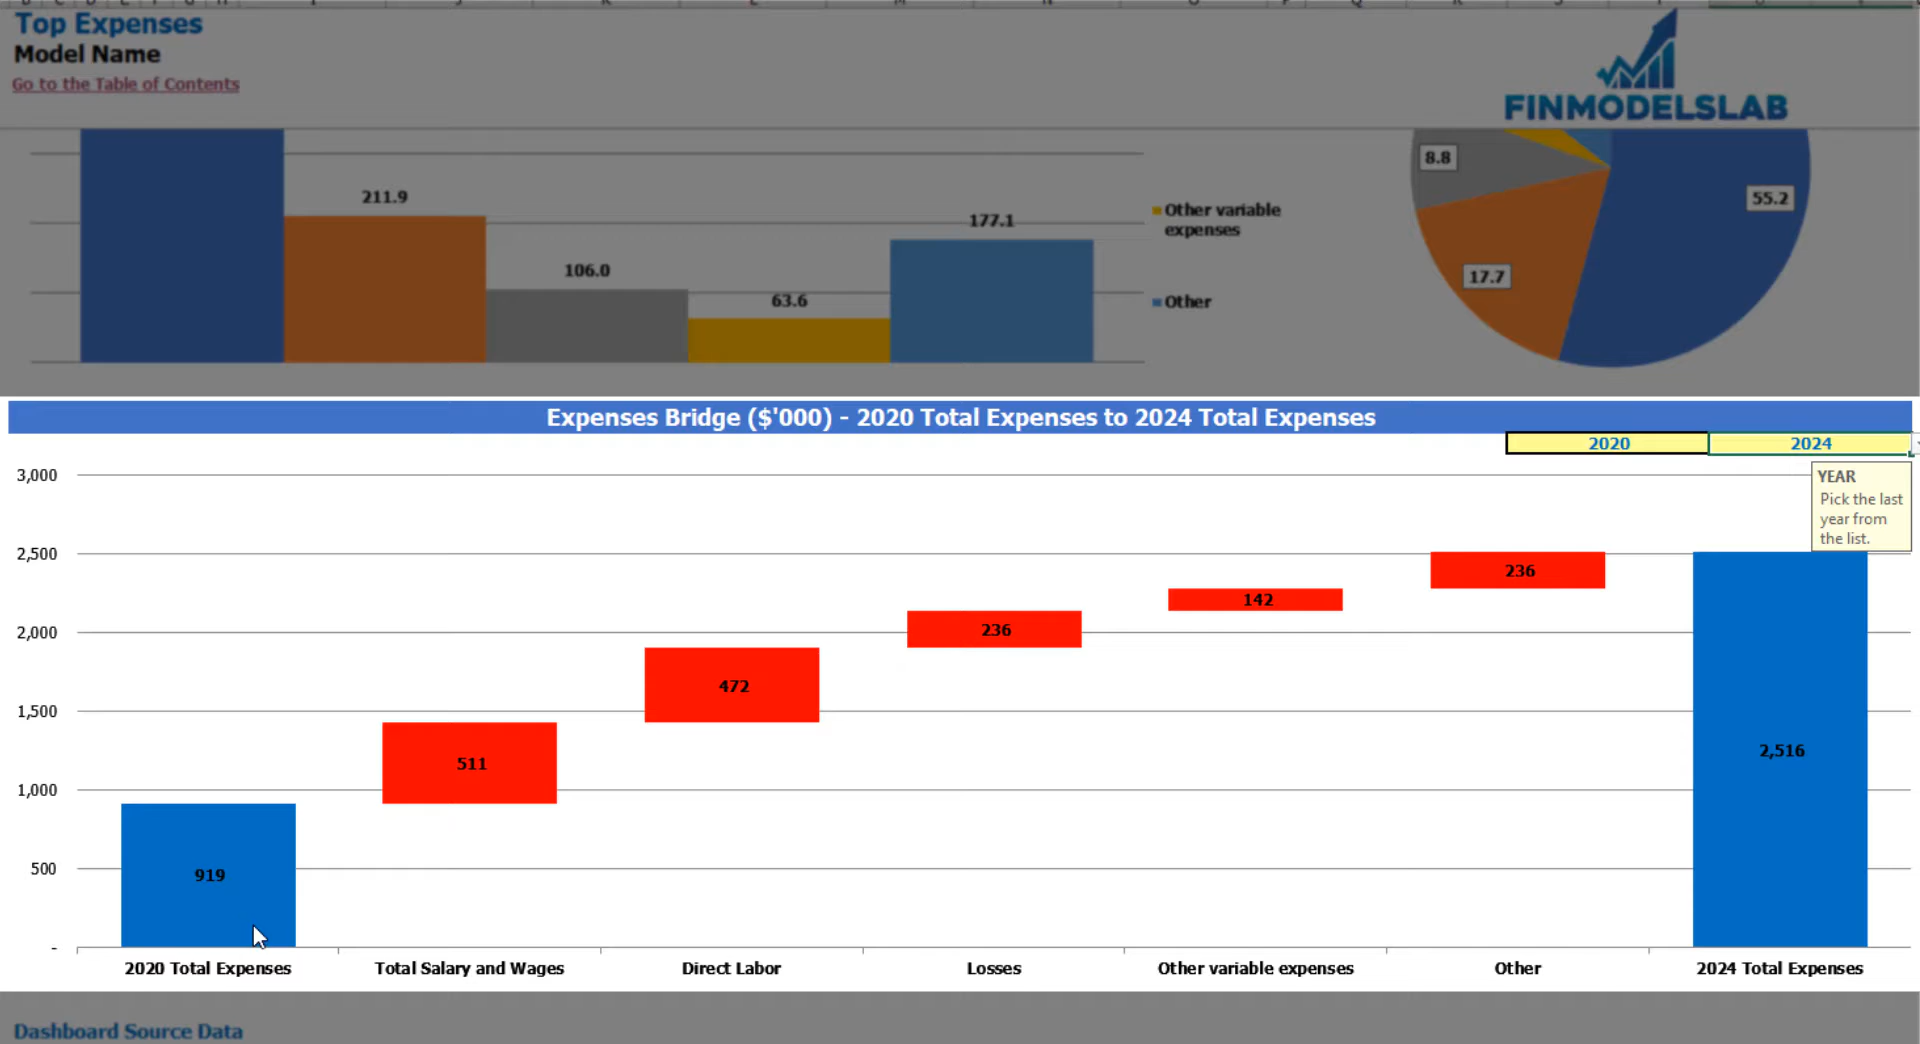 Top Expenses
Model Name
Go to the Table of Contents
FINMODELSLAB
211.9
106.0
63.6
177.1
Other variable
expenses
Other
8.8
55.2
17.7
Expenses Bridge ($'000) - 2020 Total Expenses to 2024 Total Expenses
2020 2024
YEAR
Pick the last
year from
the list.
3,000
2,500
2,000
1,500
1,000
500
-
919
511
472
236
142
236
2,516
2020 Total Expenses Total Salary and Wages Direct Labor Losses Other variable expenses Other 2024 Total Expenses
Dashboard Source Data